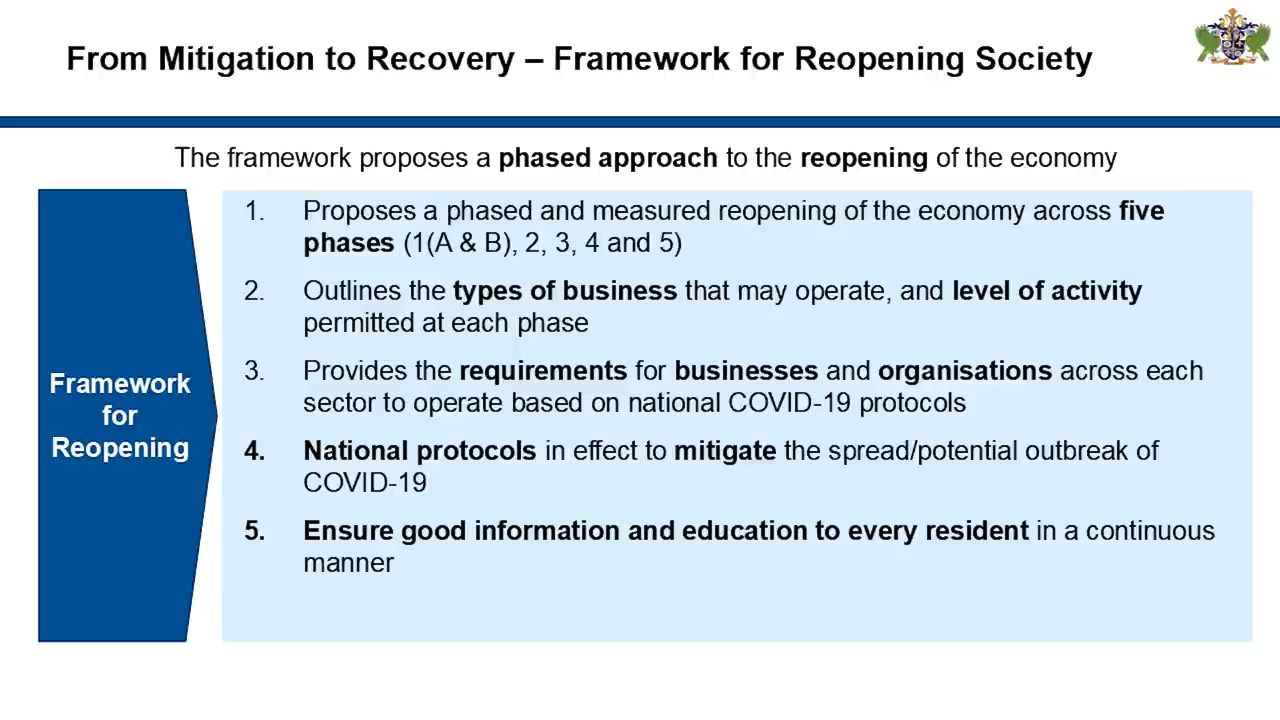 From Mitigation to Recovery – Framework for Reopening Society
The framework proposes a phased approach to the reopening of the economy
Framework
for
Reopening
1. Proposes a phased and measured reopening of the economy across five
phases (1(A & B), 2, 3, 4 and 5)
2. Outlines the types of business that may operate, and level of activity
permitted at each phase
3. Provides the requirements for businesses and organisations across each
sector to operate based on national COVID-19 protocols
4. National protocols in effect to mitigate the spread/potential outbreak of
COVID-19
5. Ensure good information and education to every resident in a continuous
manner